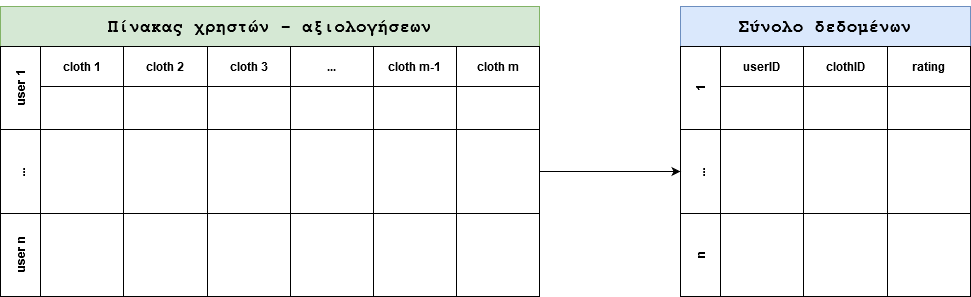 Πίνακας χρηστών - αξιολογήσεων
cloth 1 cloth 2 cloth 3 ... cloth m-1 cloth m
user 1
...
user n
Σύνολο δεδομένων
userID clothID rating
1
...
n